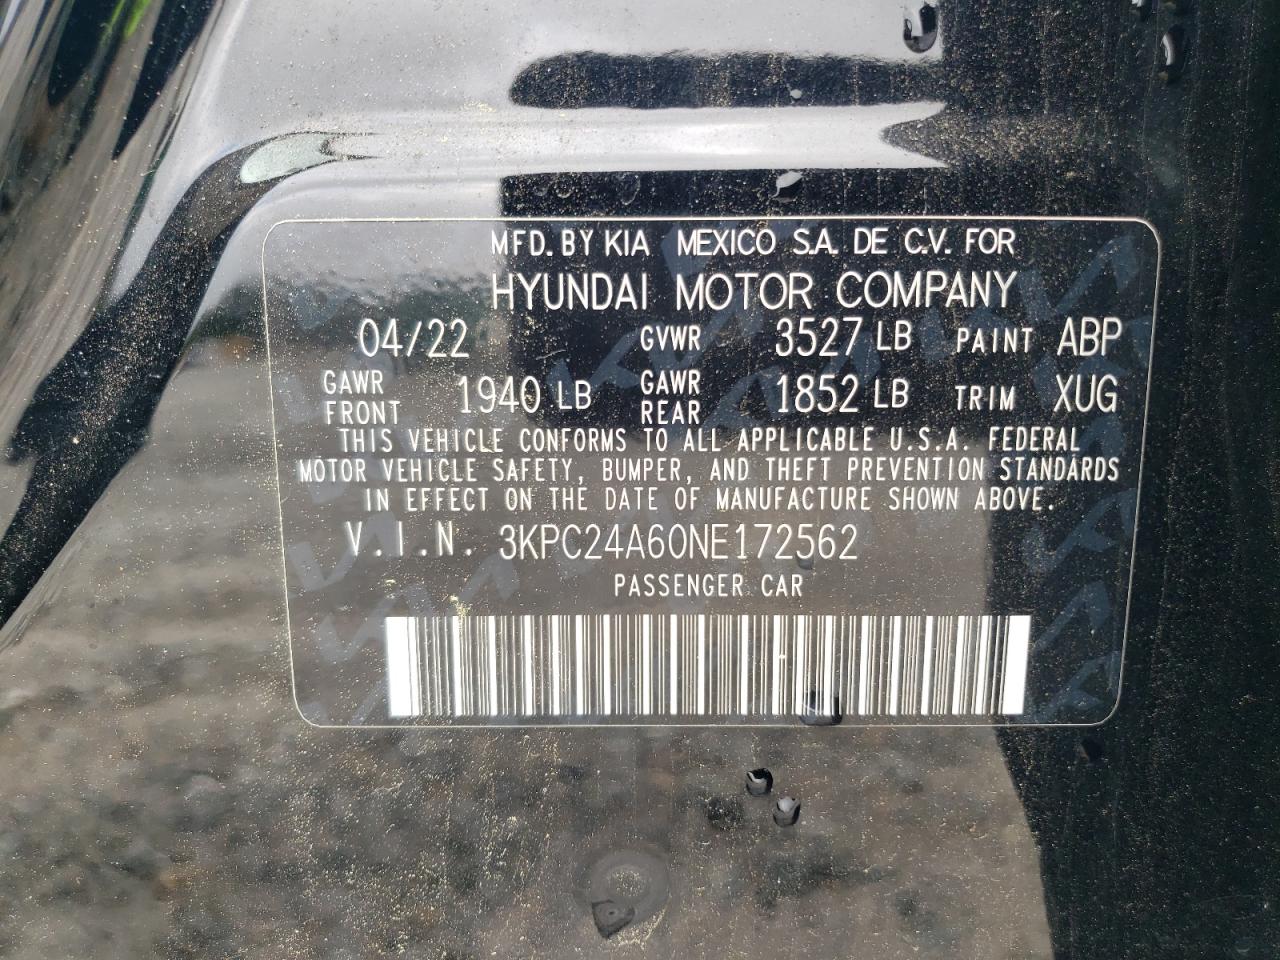 MFD. BY KIA MEXICO S.A. DE C.V. FOR
HYUNDAI MOTOR COMPANY
04/22 GVWR 3527 LB PAINT ABP
GAWR FRONT 1940 LB GAWR REAR 1852 LB TRIM XUG
THIS VEHICLE CONFORMS TO ALL APPLICABLE U.S.A. FEDERAL
MOTOR VEHICLE SAFETY, BUMPER, AND THEFT PREVENTION STANDARDS
IN EFFECT ON THE DATE OF MANUFACTURE SHOWN ABOVE.
V.I.N. 3KPC24A60NE172562
PASSENGER CAR